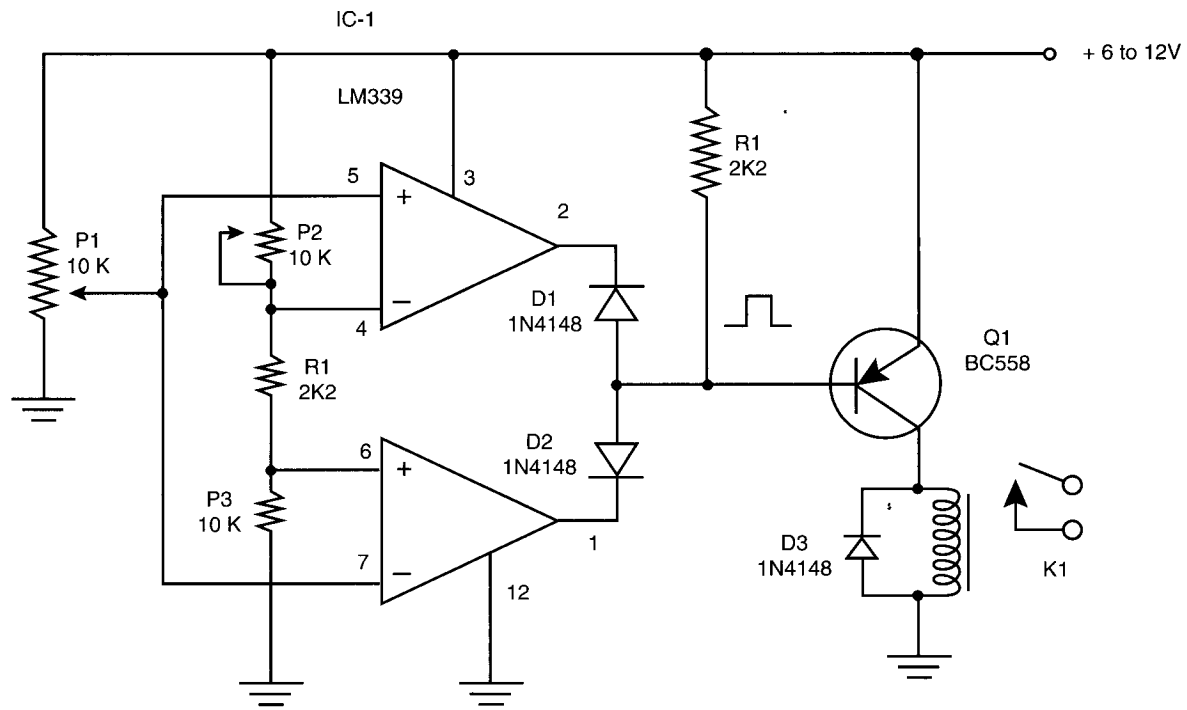 IC-1
+ 6 to 12V
LM339
R1
2K2
5
3
+
2
P1
10 K
P2
10 K
−
4
D1
1N4148
Q1
BC558
R1
2K2
D2
1N4148
6
+
P3
10 K
7
−
1
12
D3
1N4148
K1